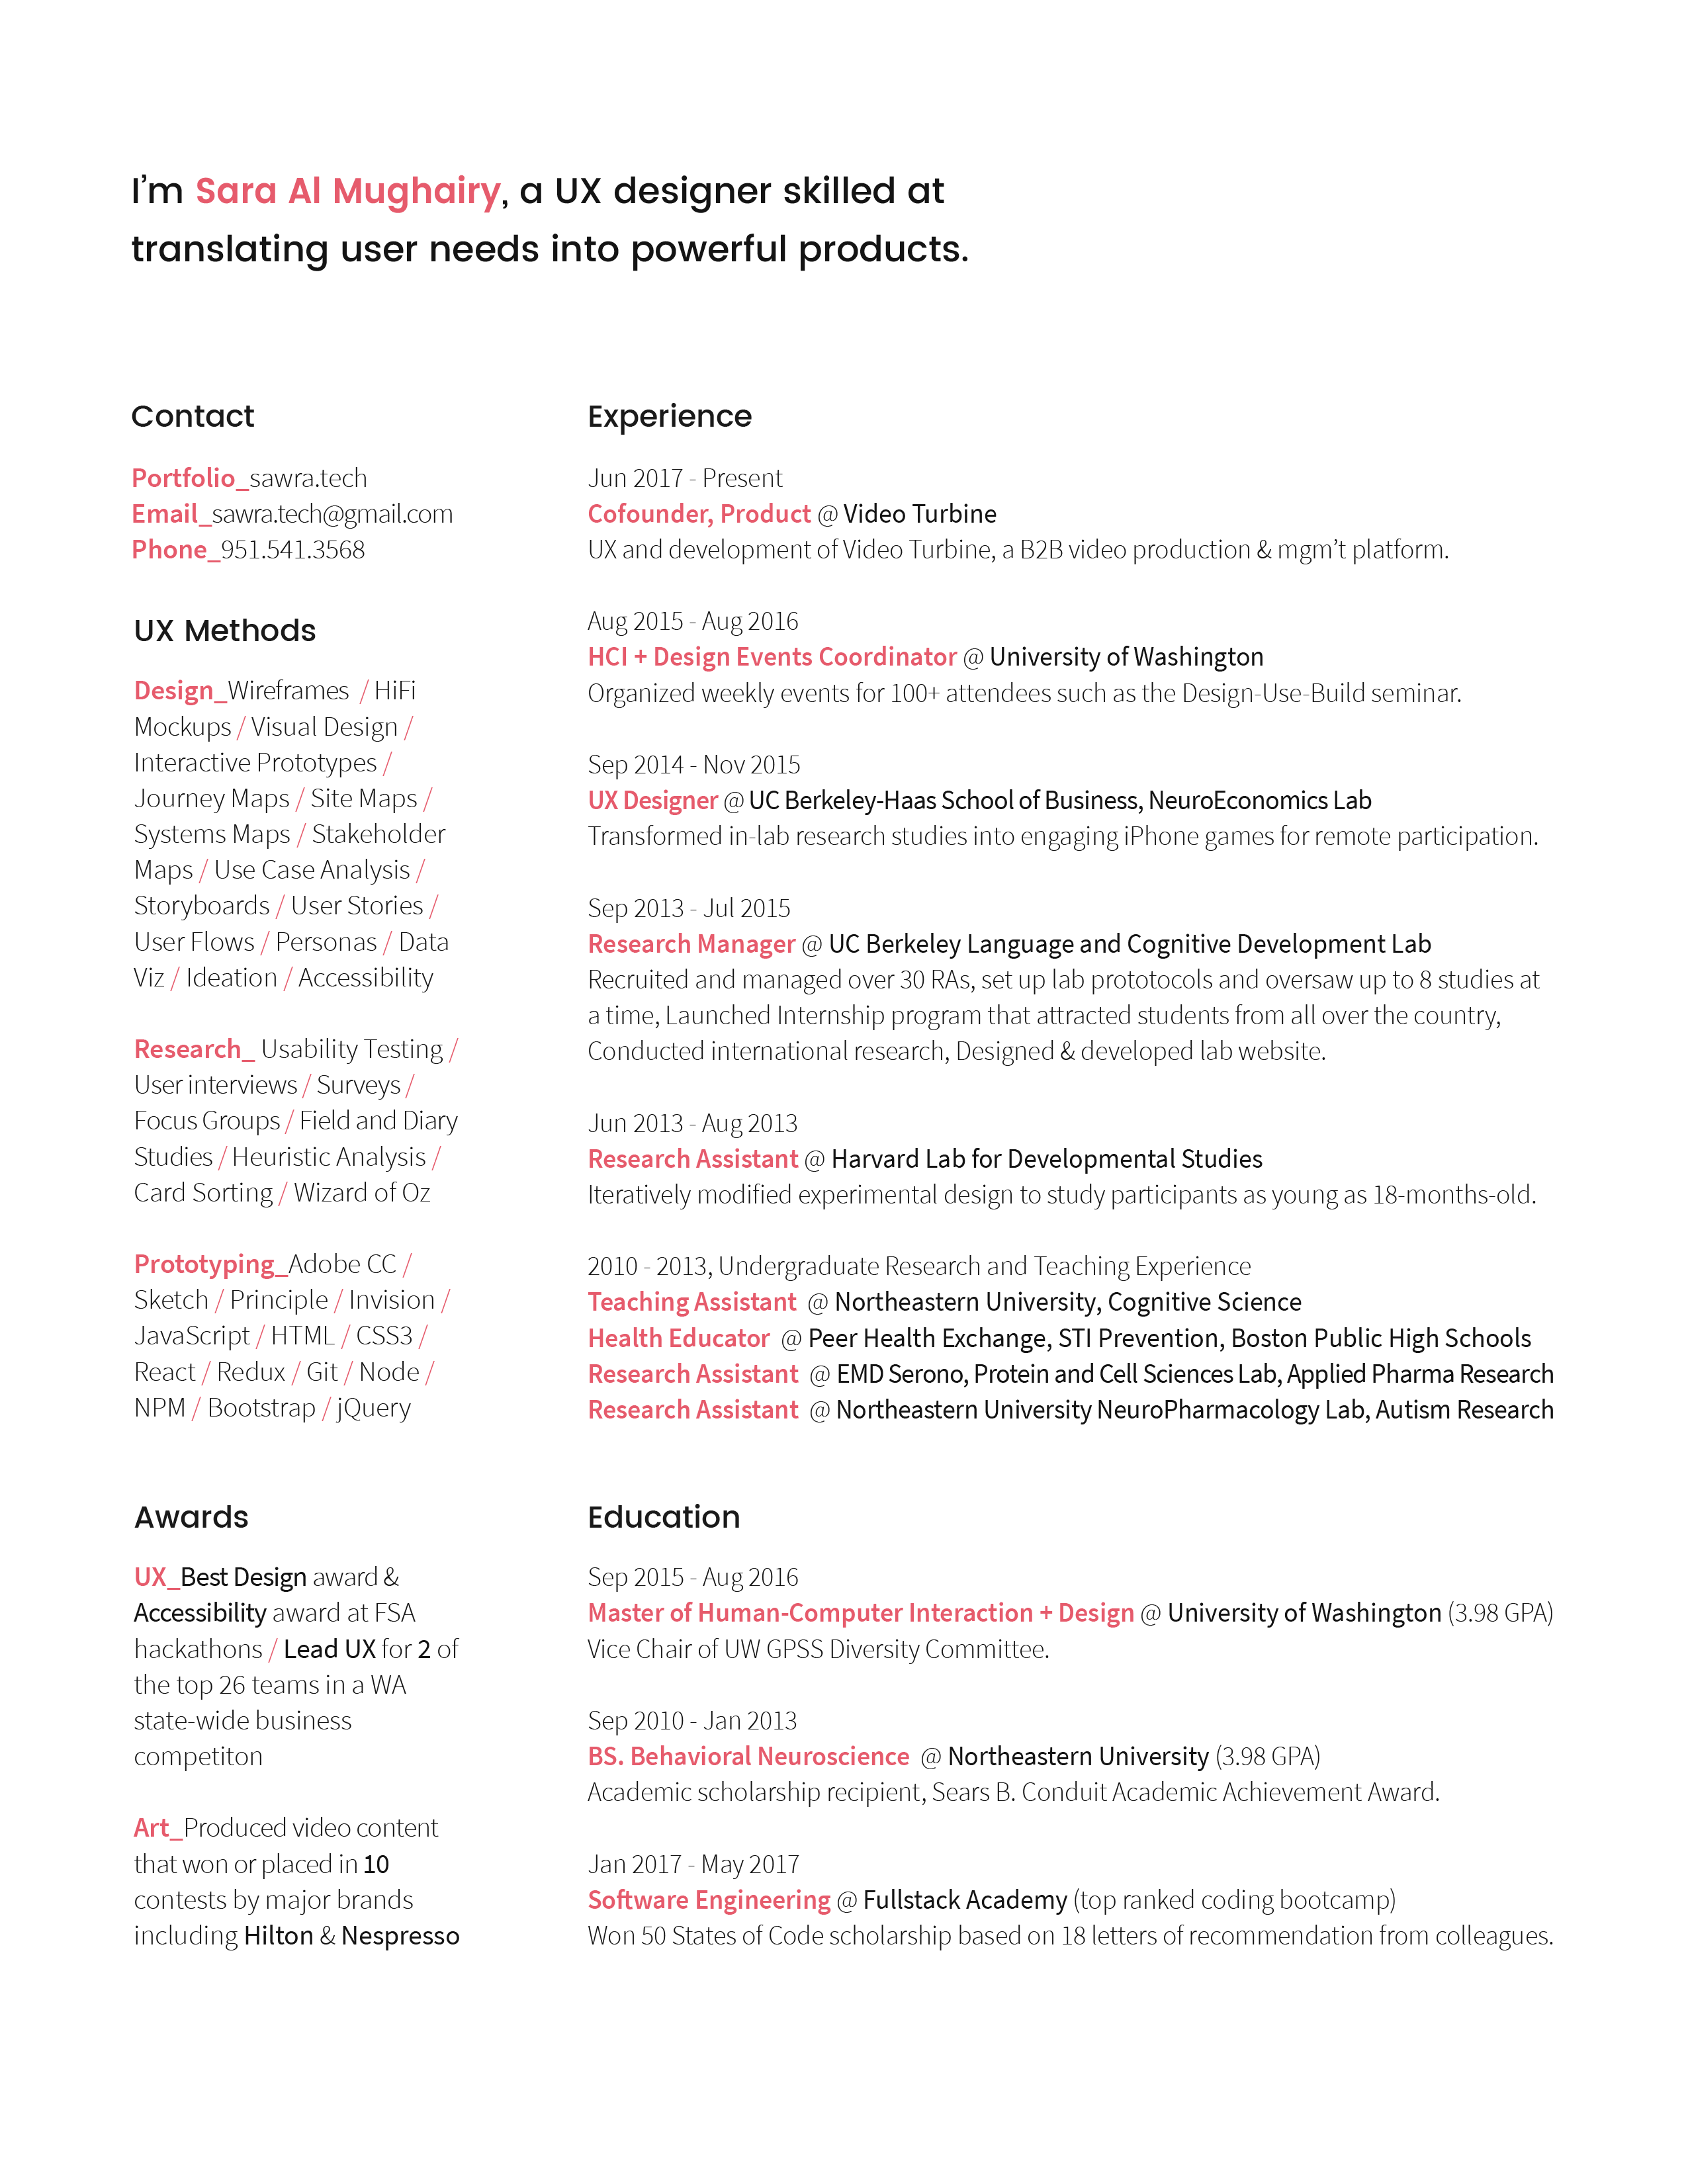 I’m Sara Al Mughairy, a UX designer skilled at
translating user needs into powerful products.
Contact
Portfolio_sawra.tech
Email_sawra.tech@gmail.com
Phone_951.541.3568
UX Methods
Design_Wireframes / HiFi
Mockups / Visual Design /
Interactive Prototypes /
Journey Maps / Site Maps /
Systems Maps / Stakeholder
Maps / Use Case Analysis /
Storyboards / User Stories /
User Flows / Personas / Data
Viz / Ideation / Accessibility
Research_ Usability Testing /
User interviews / Surveys /
Focus Groups / Field and Diary
Studies / Heuristic Analysis /
Card Sorting / Wizard of Oz
Prototyping_Adobe CC /
Sketch / Principle / Invision /
JavaScript / HTML / CSS3 /
React / Redux / Git / Node /
NPM / Bootstrap / jQuery
Awards
UX_Best Design award &
Accessibility award at FSA
hackathons / Lead UX for 2 of
the top 26 teams in a WA
state-wide business
competiton
Art_Produced video content
that won or placed in 10
contests by major brands
including Hilton & Nespresso
Experience
Jun 2017 - Present
Cofounder, Product @ Video Turbine
UX and development of Video Turbine, a B2B video production & mgm’t platform.
Aug 2015 - Aug 2016
HCI + Design Events Coordinator @ University of Washington
Organized weekly events for 100+ attendees such as the Design-Use-Build seminar.
Sep 2014 - Nov 2015
UX Designer @ UC Berkeley-Haas School of Business, NeuroEconomics Lab
Transformed in-lab research studies into engaging iPhone games for remote participation.
Sep 2013 - Jul 2015
Research Manager @ UC Berkeley Language and Cognitive Development Lab
Recruited and managed over 30 RAs, set up lab prototocols and oversaw up to 8 studies at
a time, Launched Internship program that attracted students from all over the country,
Conducted international research, Designed & developed lab website.
Jun 2013 - Aug 2013
Research Assistant @ Harvard Lab for Developmental Studies
Iteratively modified experimental design to study participants as young as 18-months-old.
2010 - 2013, Undergraduate Research and Teaching Experience
Teaching Assistant @ Northeastern University, Cognitive Science
Health Educator @ Peer Health Exchange, STI Prevention, Boston Public High Schools
Research Assistant @ EMD Serono, Protein and Cell Sciences Lab, Applied Pharma Research
Research Assistant @ Northeastern University NeuroPharmacology Lab, Autism Research
Education
Sep 2015 - Aug 2016
Master of Human-Computer Interaction + Design @ University of Washington (3.98 GPA)
Vice Chair of UW GPSS Diversity Committee.
Sep 2010 - Jan 2013
BS. Behavioral Neuroscience @ Northeastern University (3.98 GPA)
Academic scholarship recipient, Sears B. Conduit Academic Achievement Award.
Jan 2017 - May 2017
Software Engineering @ Fullstack Academy (top ranked coding bootcamp)
Won 50 States of Code scholarship based on 18 letters of recommendation from colleagues.